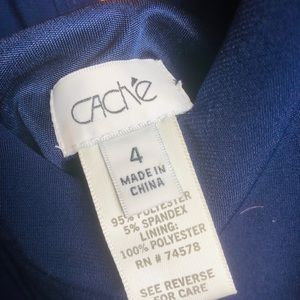 CACHé
4
MADE IN
CHINA
95% POLYESTER
5% SPANDEX
LINING:
100% POLYESTER
RN # 74578
SEE REVERSE
FOR CARE